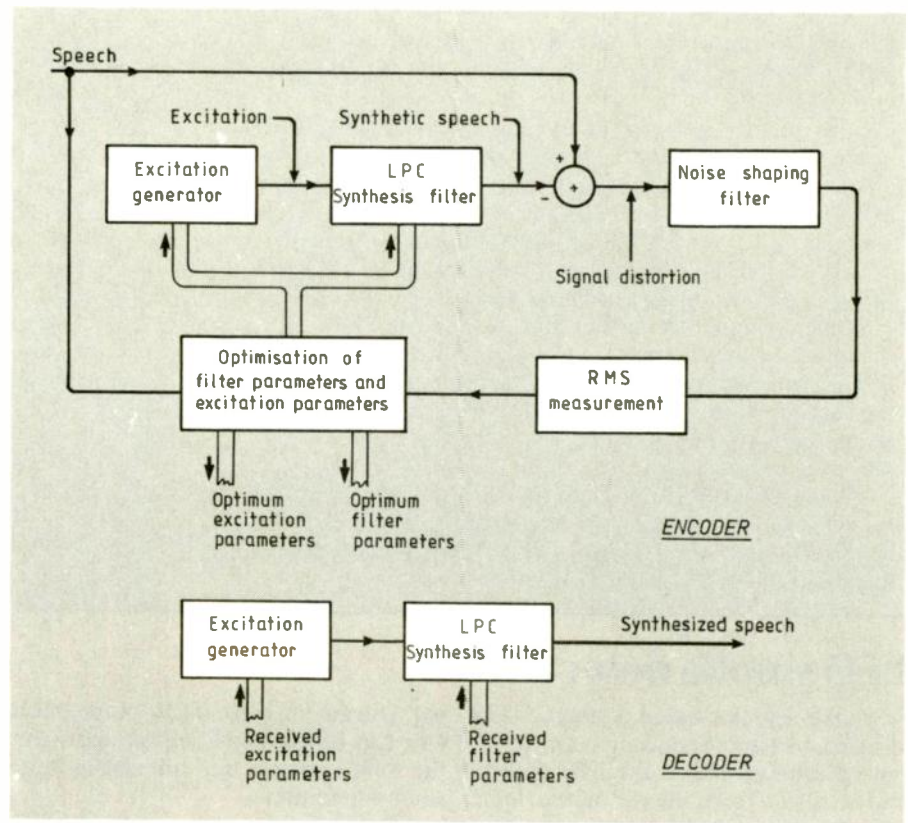 Speech
Excitation
Synthetic speech
Excitation
generator
LPC
Synthesis filter
+
-
+
Noise shaping
filter
Signal distortion
Optimisation of
filter parameters and
excitation parameters
RMS
measurement
Optimum
excitation
parameters
Optimum
filter
parameters
ENCODER
Excitation
generator
LPC
Synthesis filter
Synthesized speech
Received
excitation
parameters
Received
filter
parameters
DECODER